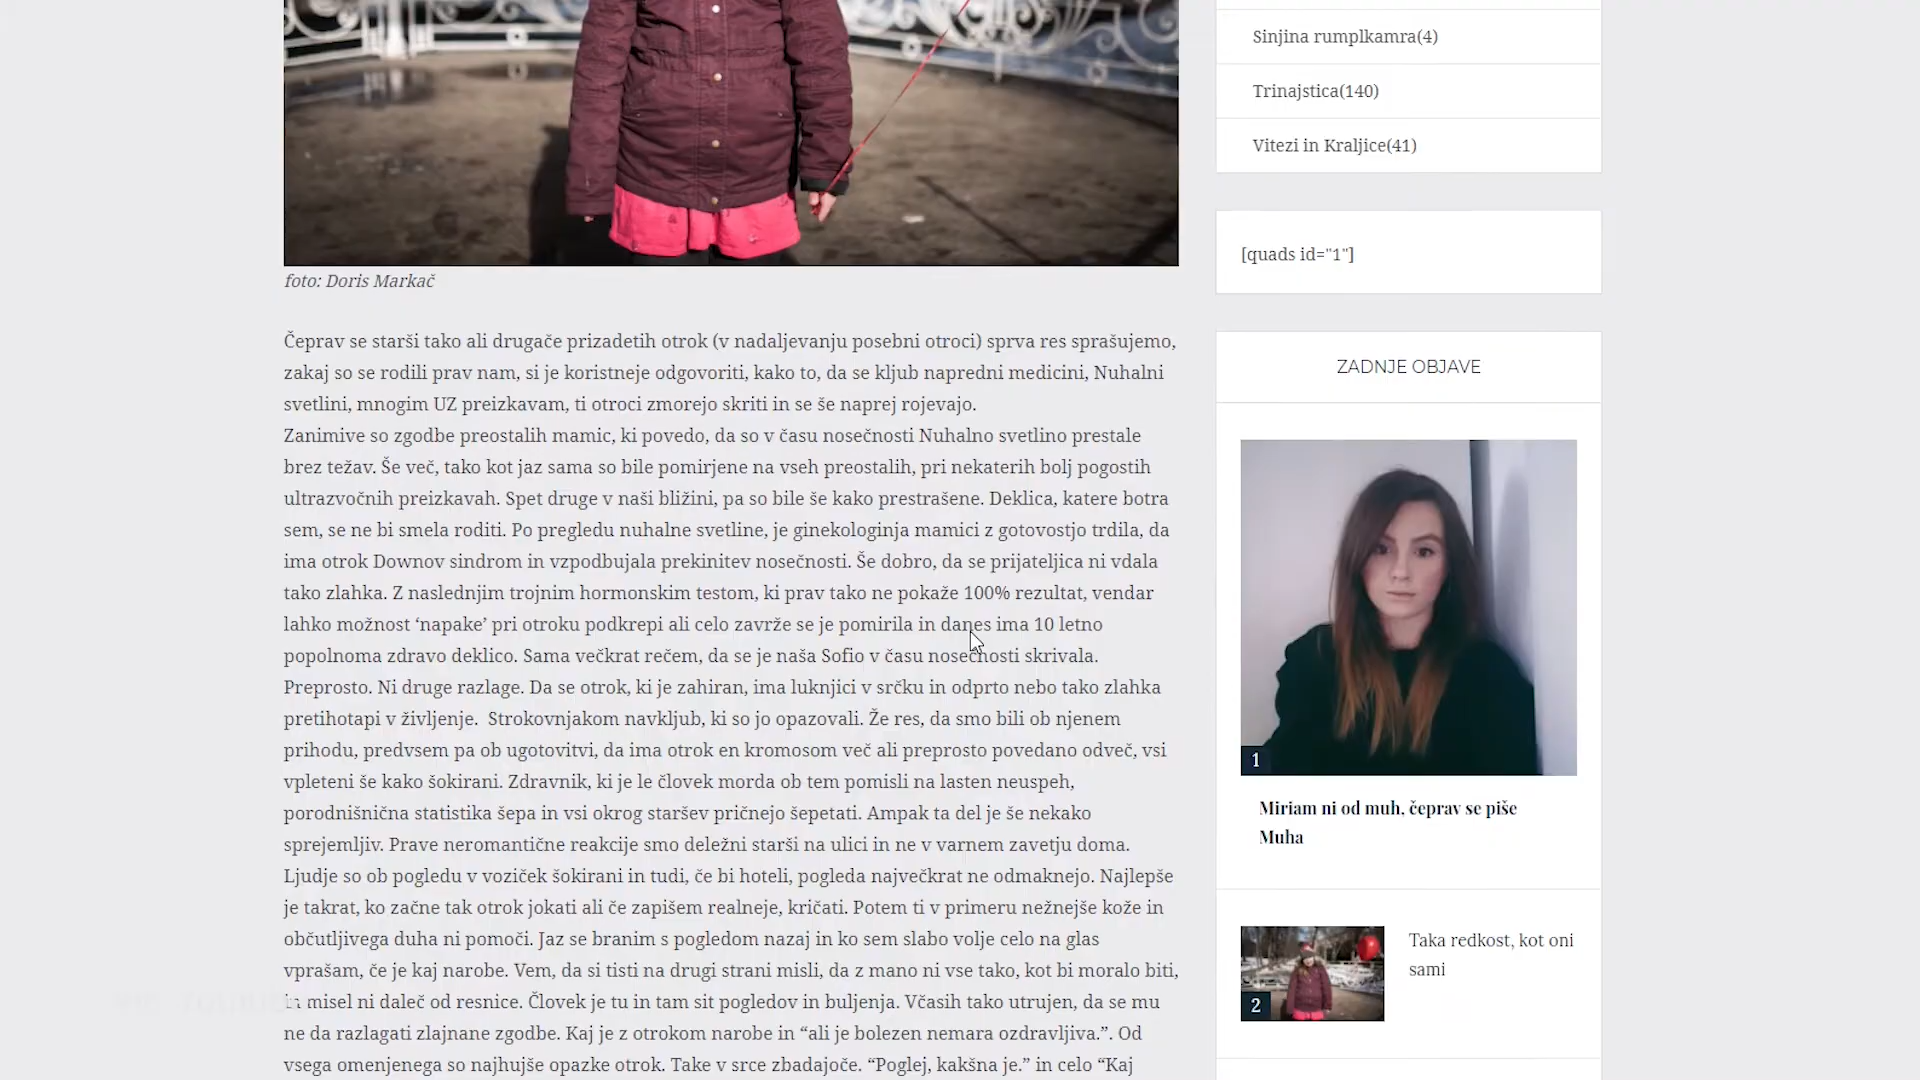 foto: Doris Markač
Čeprav se starši tako ali drugače prizadetih otrok (v nadaljevanju posebni otroci) sprva res sprašujemo,
zakaj so se rodili prav nam, si je koristneje odgovoriti, kako to, da se kljub napredni medicini, Nuhalni
svetlini, mnogim UZ preizkavam, ti otroci zmorejo skriti in se še naprej rojevajo.
Zanimive so zgodbe preostalih mamic, ki povedo, da so v času nosečnosti Nuhalno svetlino prestale
brez težav. Še več, tako kot jaz sama so bile pomirjene na vseh preostalih, pri nekaterih bolj pogostih
ultrazvočnih preizkavah. Spet druge v naši bližini, pa so bile še kako prestrašene. Deklica, katere botra
sem, se ne bi smela roditi. Po pregledu nuhalne svetline, je ginekologinja mamici z gotovostjo trdila, da
ima otrok Downov sindrom in vzpodbujala prekinitev nosečnosti. Še dobro, da se prijateljica ni vdala
tako zlahka. Z naslednjim trojnim hormonskim testom, ki prav tako ne pokaže 100% rezultat, vendar
lahko možnost ‘napake’ pri otroku podkrepi ali celo zavrže se je pomirila in danes ima 10 letno
popolnoma zdravo deklico. Sama večkrat rečem, da se je naša Sofio v času nosečnosti skrivala.
Preprosto. Ni druge razlage. Da se otrok, ki je zahiran, ima luknjici v srčku in odprto nebo tako zlahka
pretihotapi v življenje.  Strokovnjakom navkljub, ki so jo opazovali. Že res, da smo bili ob njenem
prihodu, predvsem pa ob ugotovitvi, da ima otrok en kromosom več ali preprosto povedano odveč, vsi
vpleteni še kako šokirani. Zdravnik, ki je le človek morda ob tem pomisli na lasten neuspeh,
porodnišnična statistika šepa in vsi okrog staršev pričnejo šepetati. Ampak ta del je še nekako
sprejemljiv. Prave neromantične reakcije smo deležni starši na ulici in ne v varnem zavetju doma.
Ljudje so ob pogledu v voziček šokirani in tudi, če bi hoteli, pogleda največkrat ne odmaknejo. Najlepše
je takrat, ko začne tak otrok jokati ali če zapišem realneje, kričati. Potem ti v primeru nežnejše kože in
občutljivega duha ni pomoči. Jaz se branim s pogledom nazaj in ko sem slabo volje celo na glas
vprašam, če je kaj narobe. Vem, da si tisti na drugi strani misli, da z mano ni vse tako, kot bi moralo biti,
in misel ni daleč od resnice. Človek je tu in tam sit pogledov in buljenja. Včasih tako utrujen, da se mu
ne da razlagati zlajnane zgodbe. Kaj je z otrokom narobe in “ali je bolezen nemara ozdravljiva.”. Od
vsega omenjenega so najhujše opazke otrok. Take v srce zbadajoče. “Poglej, kakšna je.” in celo “Kaj
Sinjina rumplkamra(4)
Trinajstica(140)
Vitezi in Kraljice(41)
[quads id="1"]
ZADNJE OBJAVE
1
Miriam ni od muh, čeprav se piše
Muha
2
Taka redkost, kot oni
sami